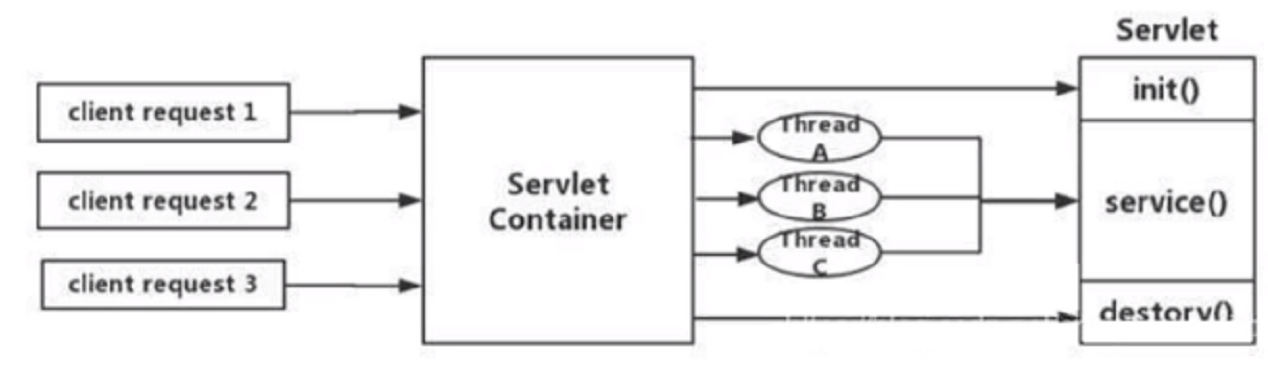 Servlet
client request 1
client request 2
client request 3
Servlet
Container
Thread
A
Thread
B
Thread
C
init()
service()
destory()